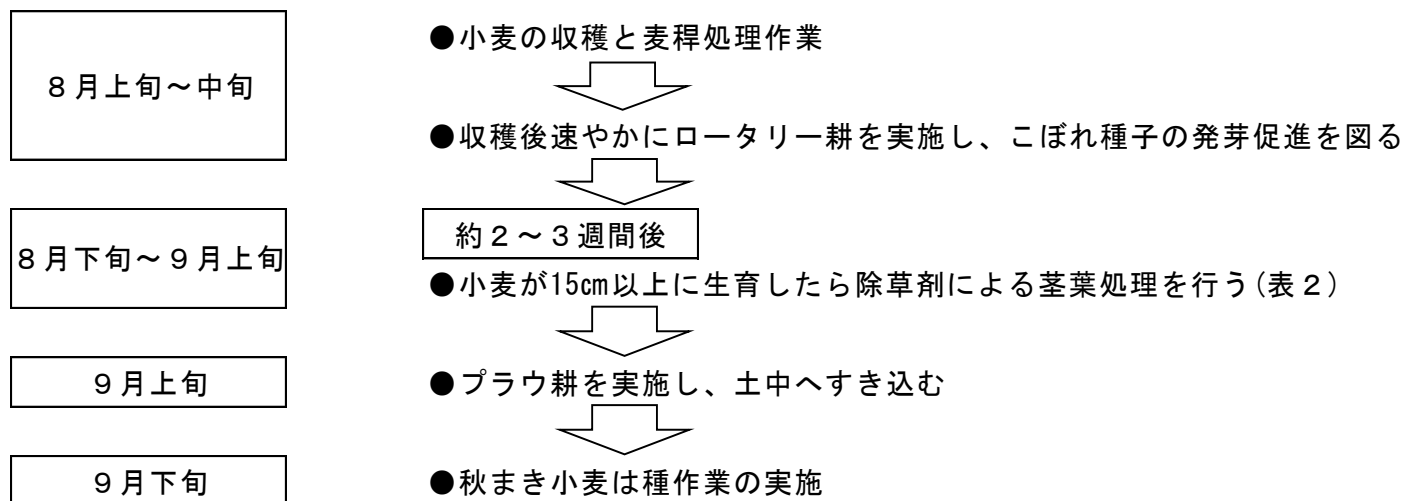 ●小麦の収穫と麦稈処理作業
８月上旬～中旬
●収穫後速やかにロータリー耕を実施し、こぼれ種子の発芽促進を図る
約２～３週間後
８月下旬～９月上旬
●小麦が15㎝以上に生育したら除草剤による茎葉処理を行う(表２)
９月上旬
●プラウ耕を実施し、土中へすき込む
９月下旬
●秋まき小麦は種作業の実施